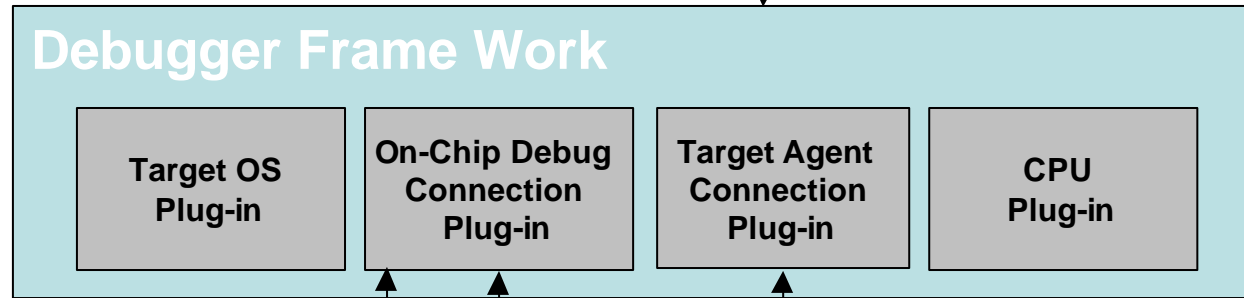 Debugger Frame Work
Target OS
Plug-in
On-Chip Debug
Connection
Plug-in
Target Agent
Connection
Plug-in
CPU
Plug-in